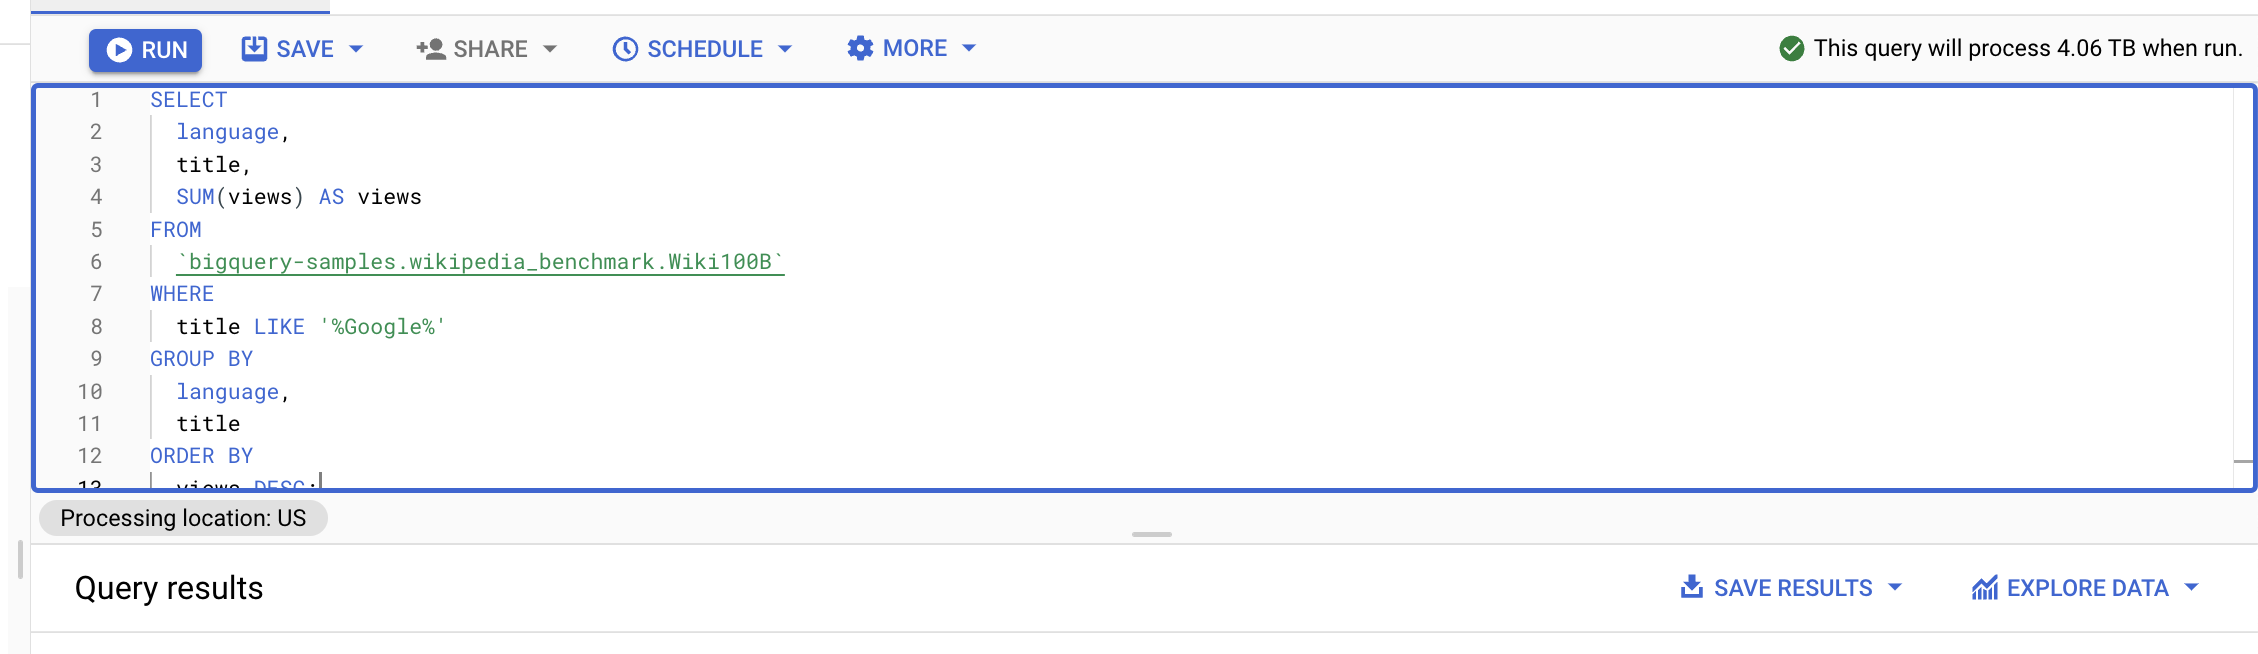 RUN SAVE SHARE SCHEDULE MORE This query will process 4.06 TB when run.
1 SELECT
2 language,
3 title,
4 SUM(views) AS views
5 FROM
6 `bigquery-samples.wikipedia_benchmark.Wiki100B`
7 WHERE
8 title LIKE '%Google%'
9 GROUP BY
10 language,
11 title
12 ORDER BY
13 views DESC;
Processing location: US
Query results SAVE RESULTS EXPLORE DATA